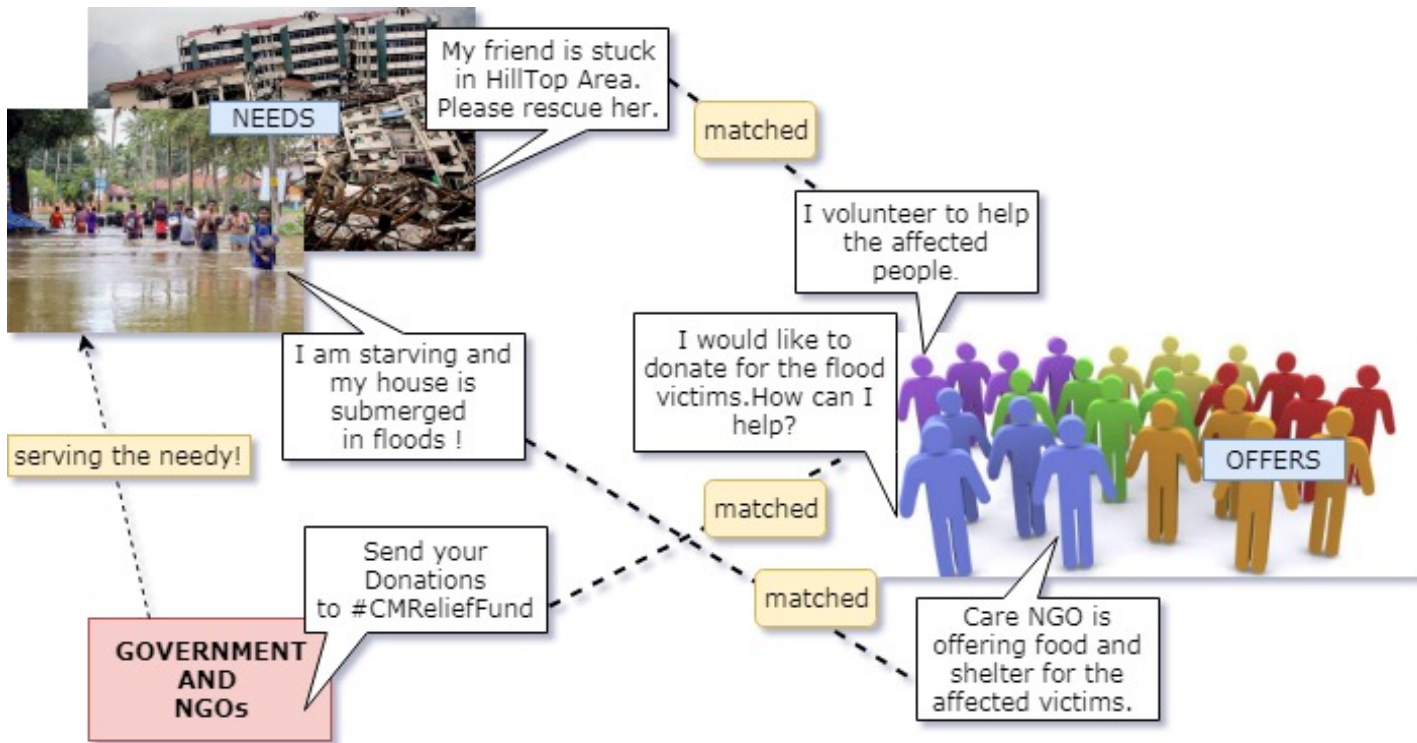 My friend is stuck
in HillTop Area.
Please rescue her.
NEEDS
matched
I volunteer to help
the affected
people.
I would like to
donate for the flood
victims.How can I
help?
I am starving and
my house is
submerged
in floods !
serving the needy!
OFFERS
matched
Send your
Donations
to #CMReliefFund
matched
Care NGO is
offering food and
shelter for the
affected victims.
GOVERNMENT
AND
NGOs